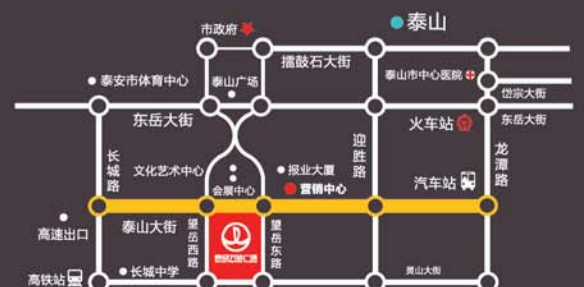 市政府
泰山
擂鼓石大街
泰安市体育中心
泰山广场
泰山市中心医院
岱宗大街
东岳大街
火车站
东岳大街
长城路
文化艺术中心
会展中心
报业大厦
营销中心
迎胜路
汽车站
龙潭路
高速出口
泰山大街
望岳西路
望岳东路
高铁站
长城中学
灵山大街